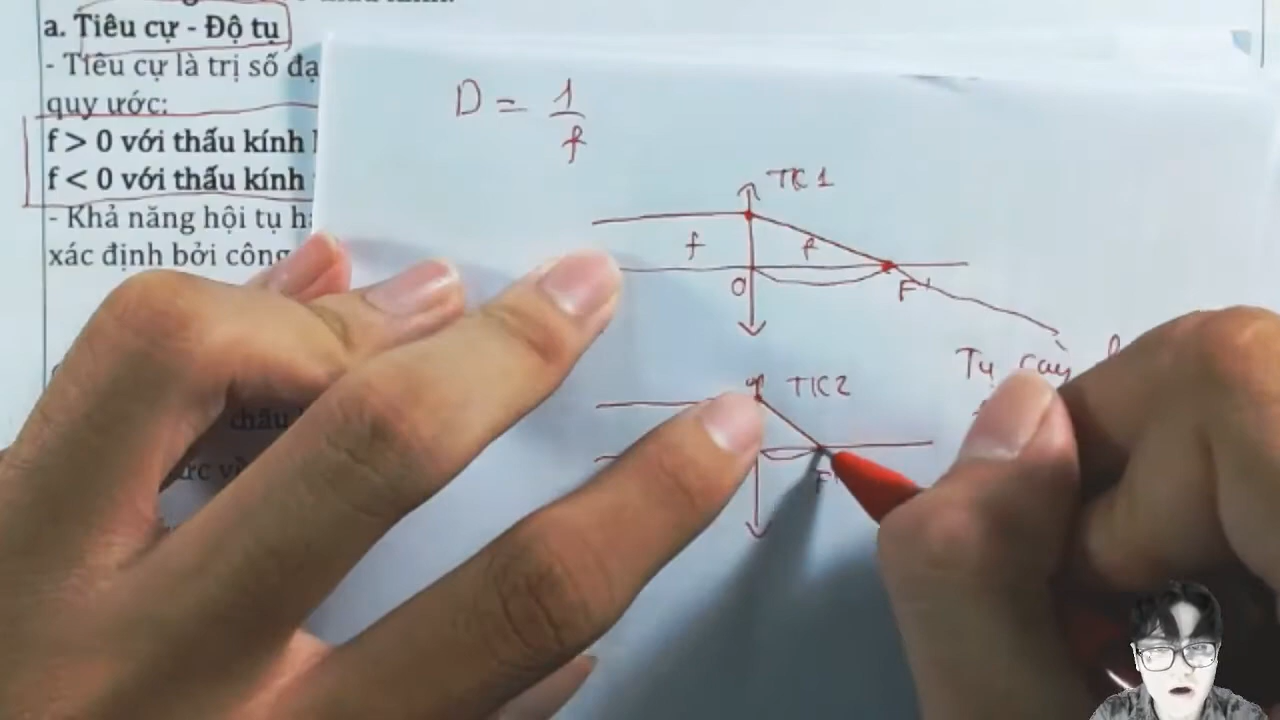 a. Tiêu cự - Độ tụ
- Tiêu cự là trị số đạ
quy ước:
f > 0 với thấu kính
f < 0 với thấu kính
- Khả năng hội tụ h
xác định bởi công
D = 1/f
TK1
f f
O F'
Tụ
TK2
F'